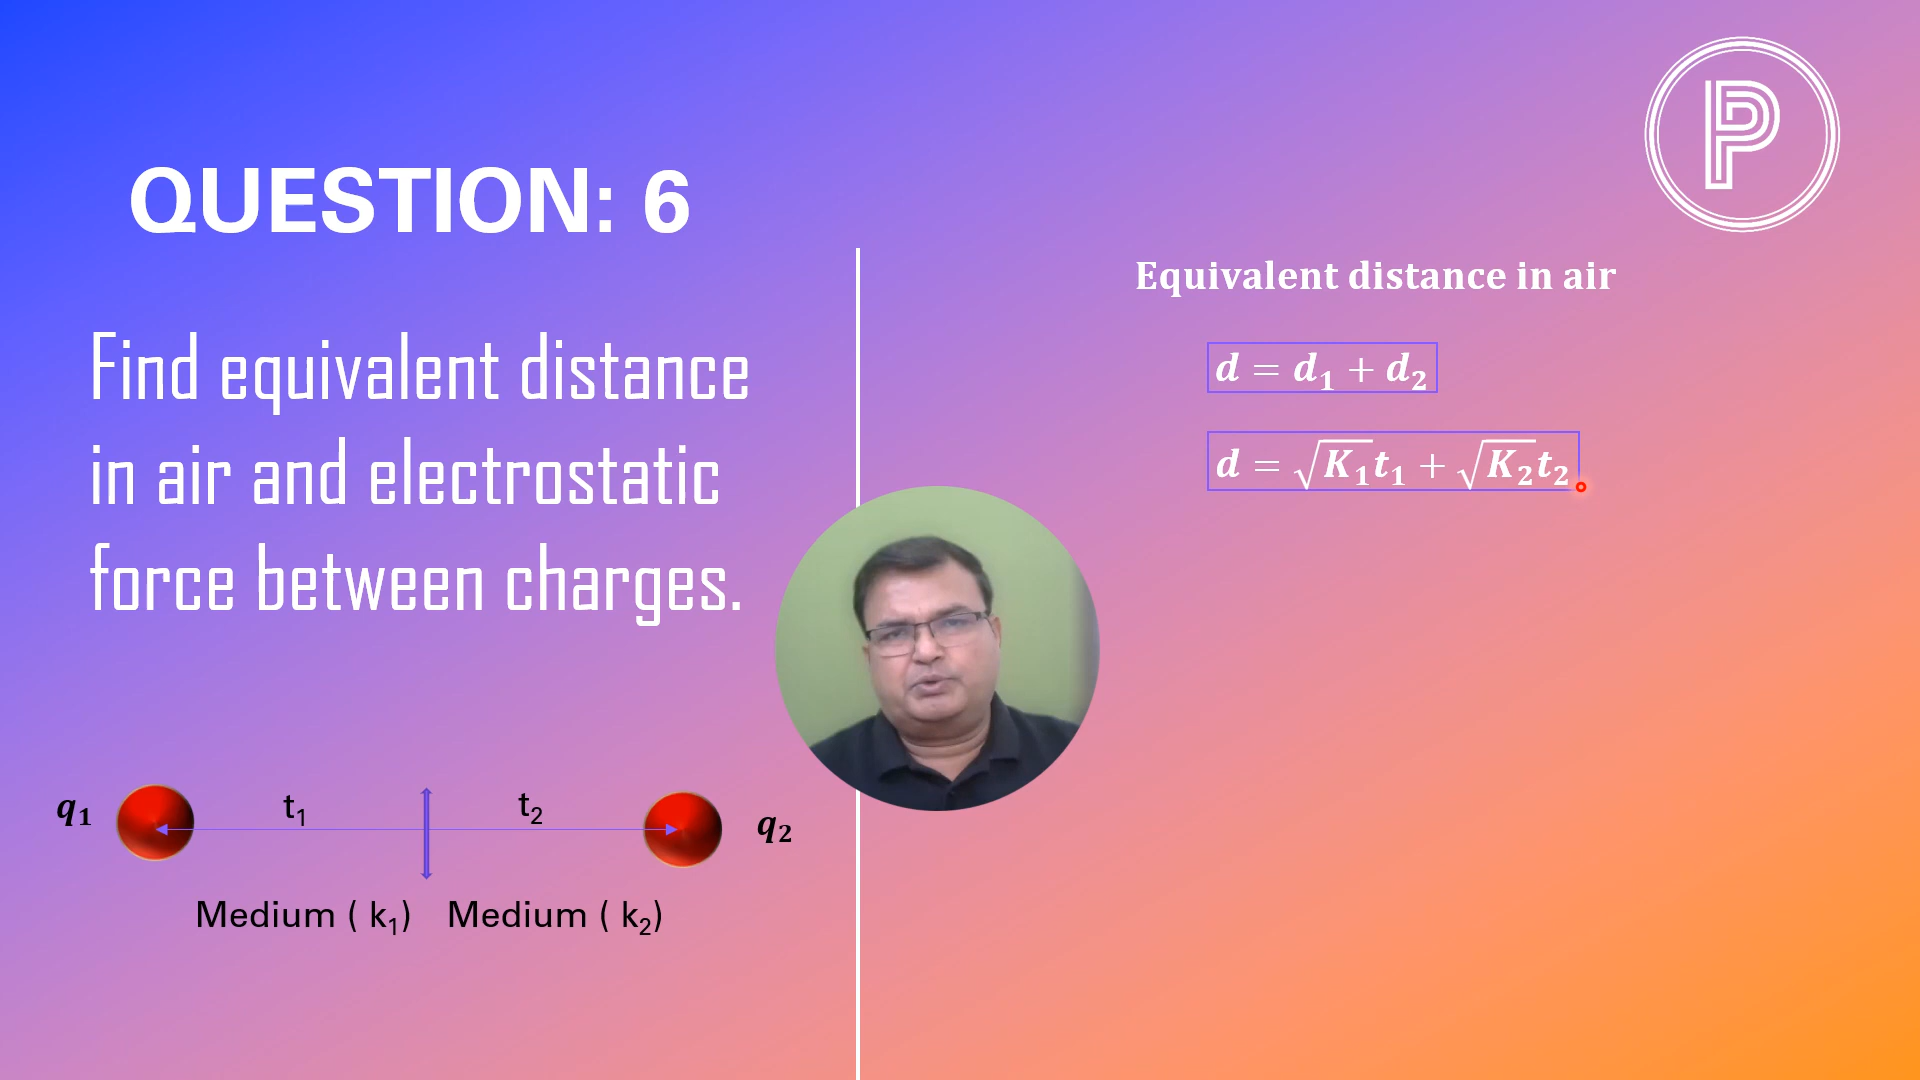 P
QUESTION: 6
Find equivalent distance
in air and electrostatic
force between charges.
Equivalent distance in air
d = d₁ + d₂
d = √K₁t₁ + √K₂t₂
q₁ t₁ t₂ q₂
Medium ( k₁) Medium ( k₂)